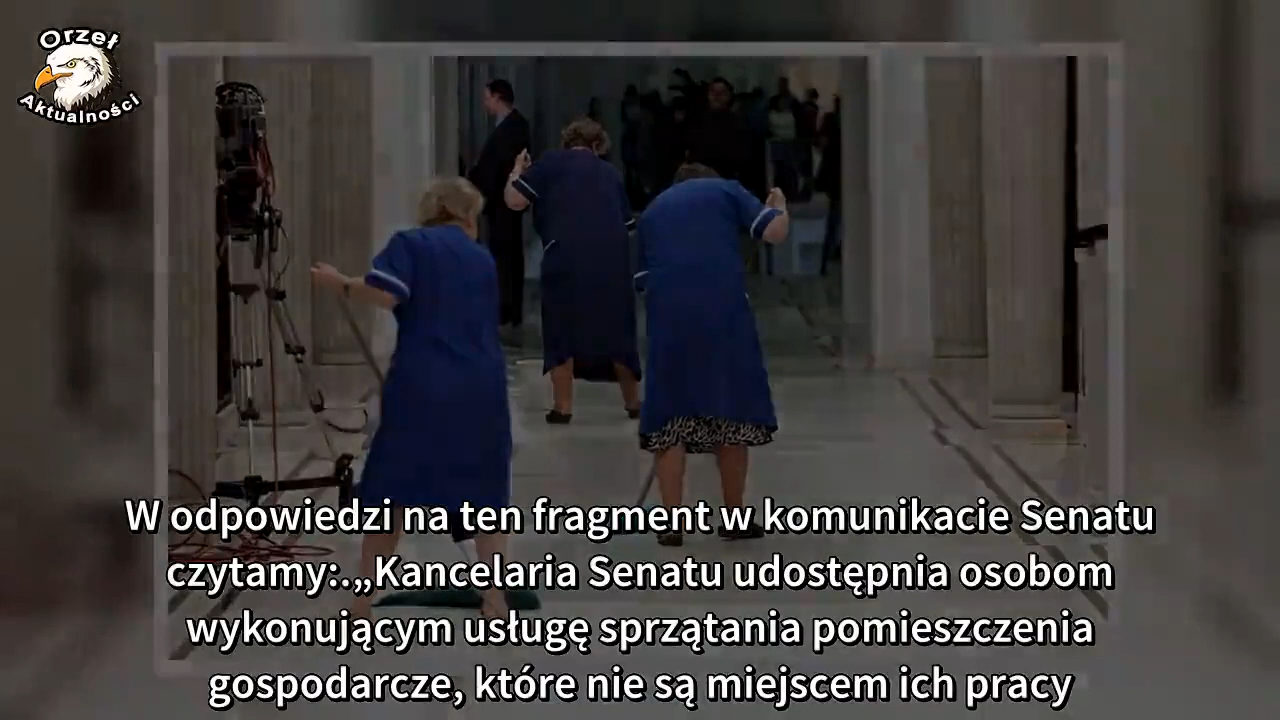 Orzeł
Aktualności
W odpowiedzi na ten fragment w komunikacie Senatu
czytamy:.„Kancelaria Senatu udostępnia osobom
wykonującym usługę sprzątania pomieszczenia
gospodarcze, które nie są miejscem ich pracy